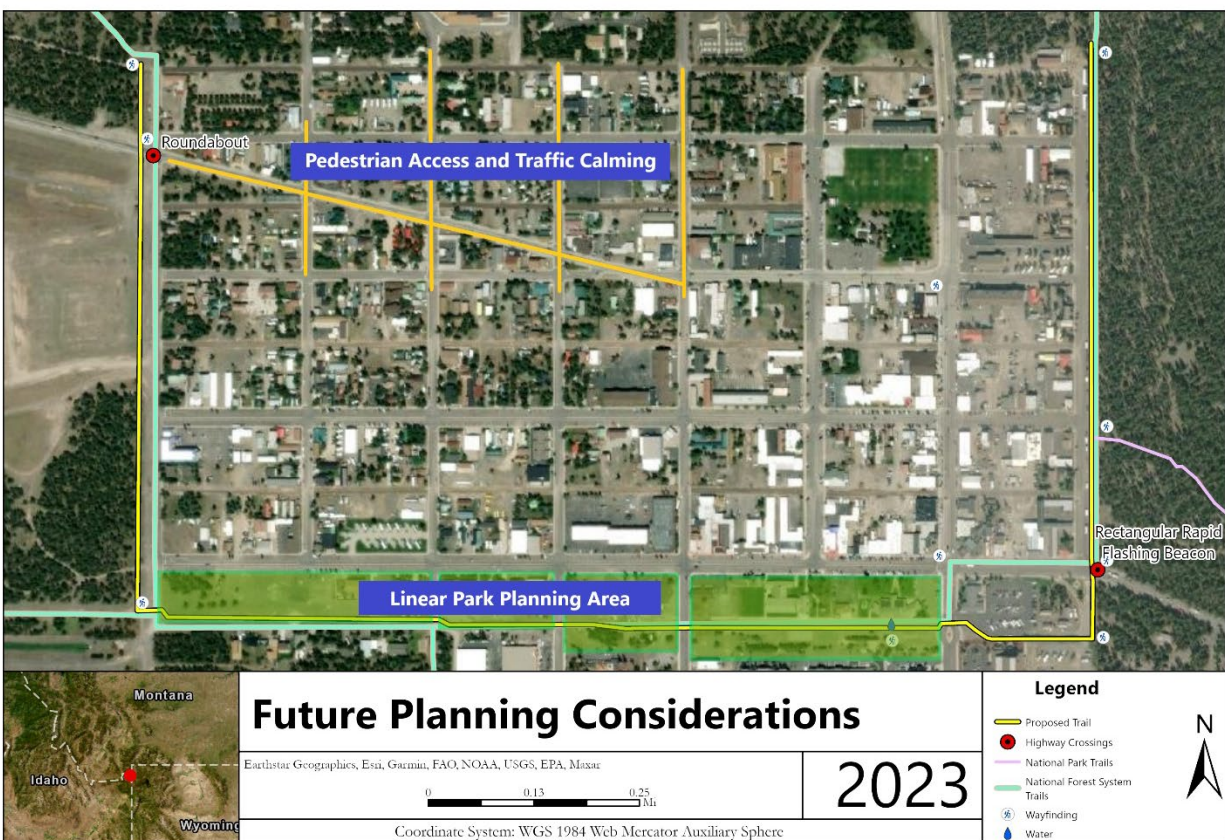 Roundabout
Pedestrian Access and Traffic Calming
Rectangular Rapid
Flashing Beacon
Linear Park Planning Area
Montana
Idaho
Wyoming
Future Planning Considerations
Earthstar Geographics, Esri, Garmin, FAO, NOAA, USGS, EPA, Maxar
0 0.13 0.25
Mi
2023
Coordinate System: WGS 1984 Web Mercator Auxiliary Sphere
Legend
Proposed Trail
Highway Crossings
National Park Trails
National Forest System
Trails
Wayfinding
Water
N